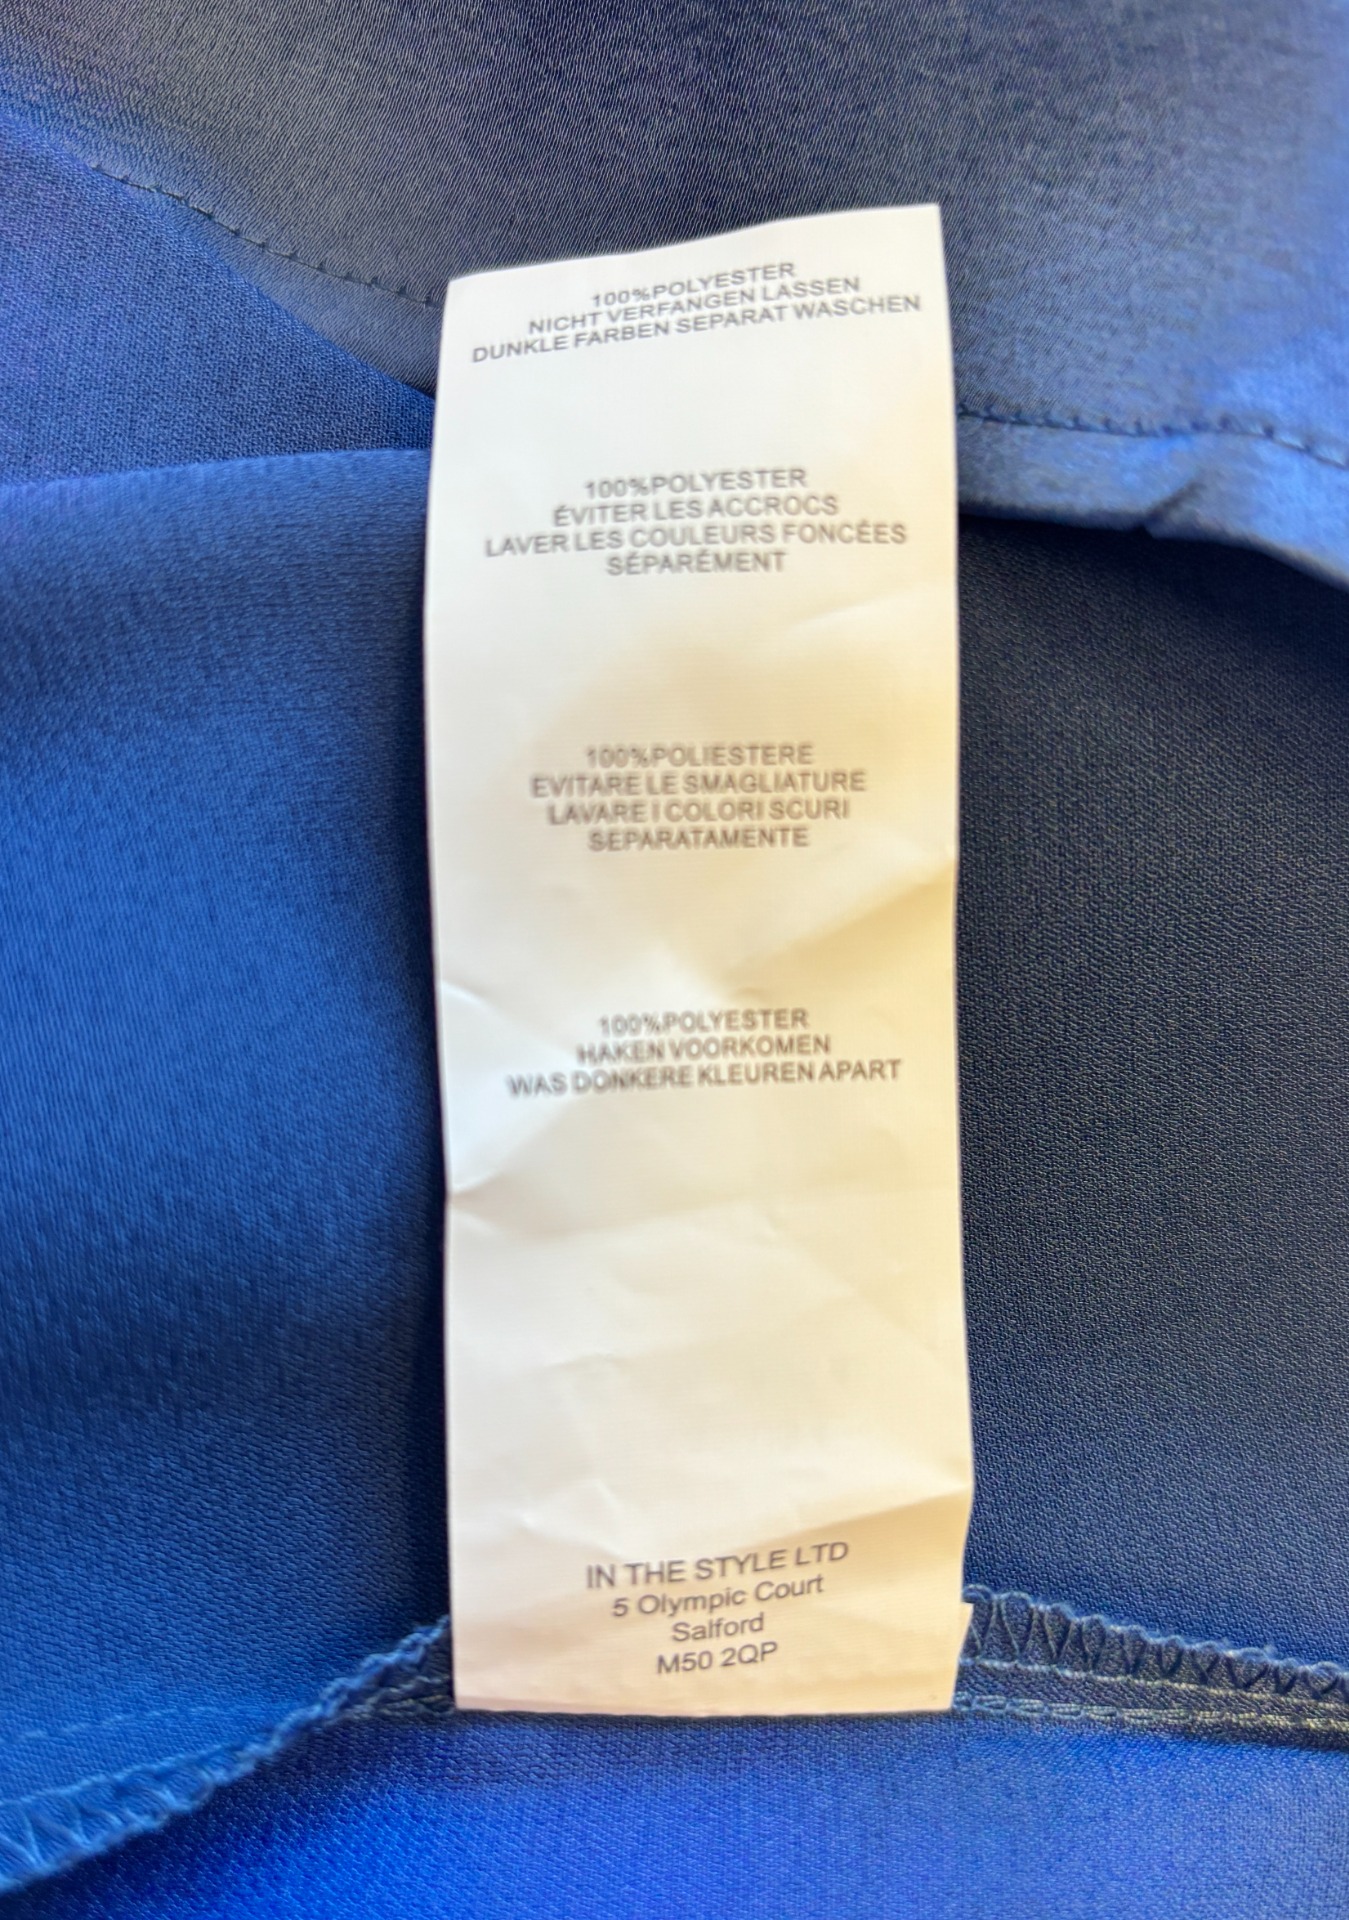 100%POLYESTER
NICHT VERFANGEN LASSEN
DUNKLE FARBEN SEPARAT WASCHEN
100%POLYESTER
ÉVITER LES ACCROCS
LAVER LES COULEURS FONCÉES
SÉPARÉMENT
100%POLIESTERE
EVITARE LE SMAGLIATURE
LAVARE I COLORI SCURI
SEPARATAMENTE
100%POLYESTER
HAKEN VOORKOMEN
WAS DONKERE KLEUREN APART
IN THE STYLE LTD
5 Olympic Court
Salford
M50 2QP